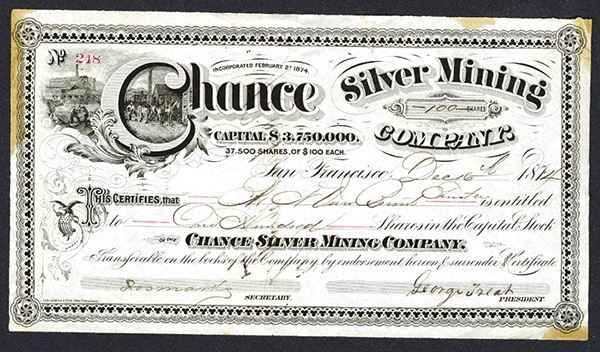 No 248
INCORPORATED FEBRUARY 2D 1874.
Chance Silver Mining
100 SHARES
COMPANY.
CAPITAL $3,750,000.
37.500 SHARES, OF $100 EACH.
San Francisco, Dec 16th 1874
THIS CERTIFIES, that is entitled
to One Hundred Shares in the Capital Stock
OF THE CHANCE SILVER MINING COMPANY.
Transferable on the books of the Company by endorsement hereon & surrender Certificate
George Treat
SECRETARY. PRESIDENT.